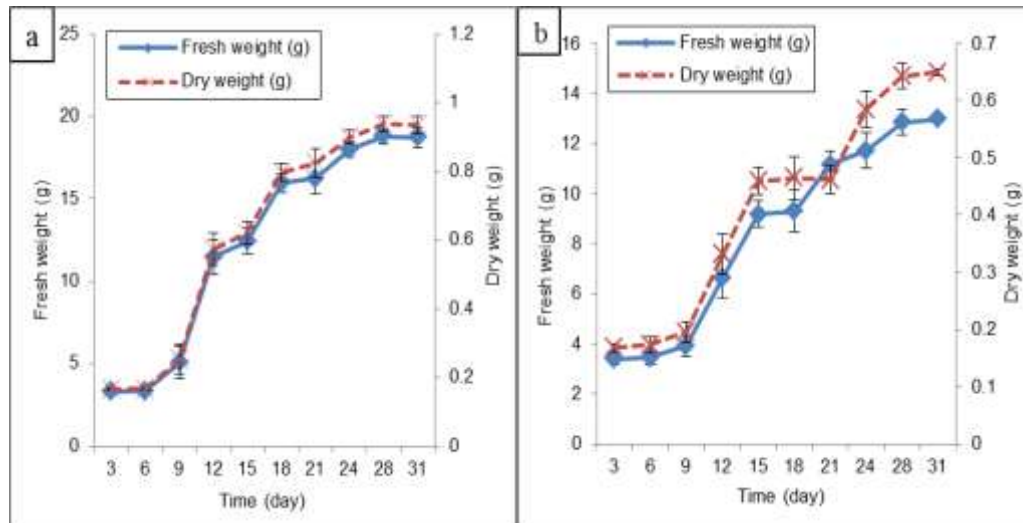 a
Fresh weight (g)
Dry weight (g)
25
20
15
10
5
0
1.2
1
0.8
0.6
0.4
0.2
0
Fresh weight (g)
Dry weight (g)
3 6 9 12 15 18 21 24 28 31
Time (day)
b
Fresh weight (g)
Dry weight (g)
16
14
12
10
8
6
4
2
0
0.7
0.6
0.5
0.4
0.3
0.2
0.1
0
Fresh weight (g)
Dry weight (g)
3 6 9 12 15 18 21 24 28 31
Time (day)